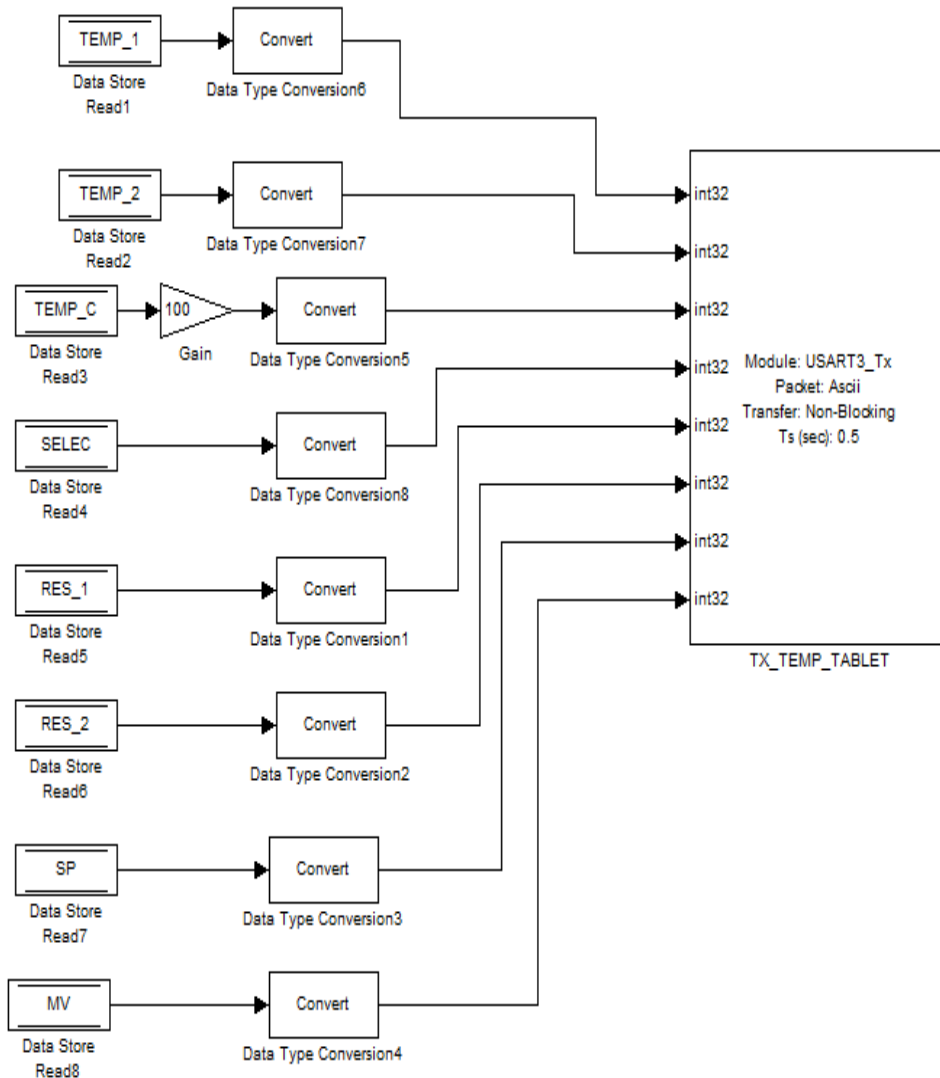 TEMP_1
Convert
Data Store
Read1
Data Type Conversion6
TEMP_2
Convert
Data Store
Read2
Data Type Conversion7
TEMP_C
100
Convert
Data Store
Read3
Gain
Data Type Conversion5
SELEC
Convert
Data Store
Read4
Data Type Conversion8
RES_1
Convert
Data Store
Read5
Data Type Conversion1
RES_2
Convert
Data Store
Read6
Data Type Conversion2
SP
Convert
Data Store
Read7
Data Type Conversion3
MV
Convert
Data Store
Read8
Data Type Conversion4
int32
int32
int32
int32
int32
int32
int32
int32
Module: USART3_Tx
Packet: Ascii
Transfer: Non-Blocking
Ts (sec): 0.5
TX_TEMP_TABLET